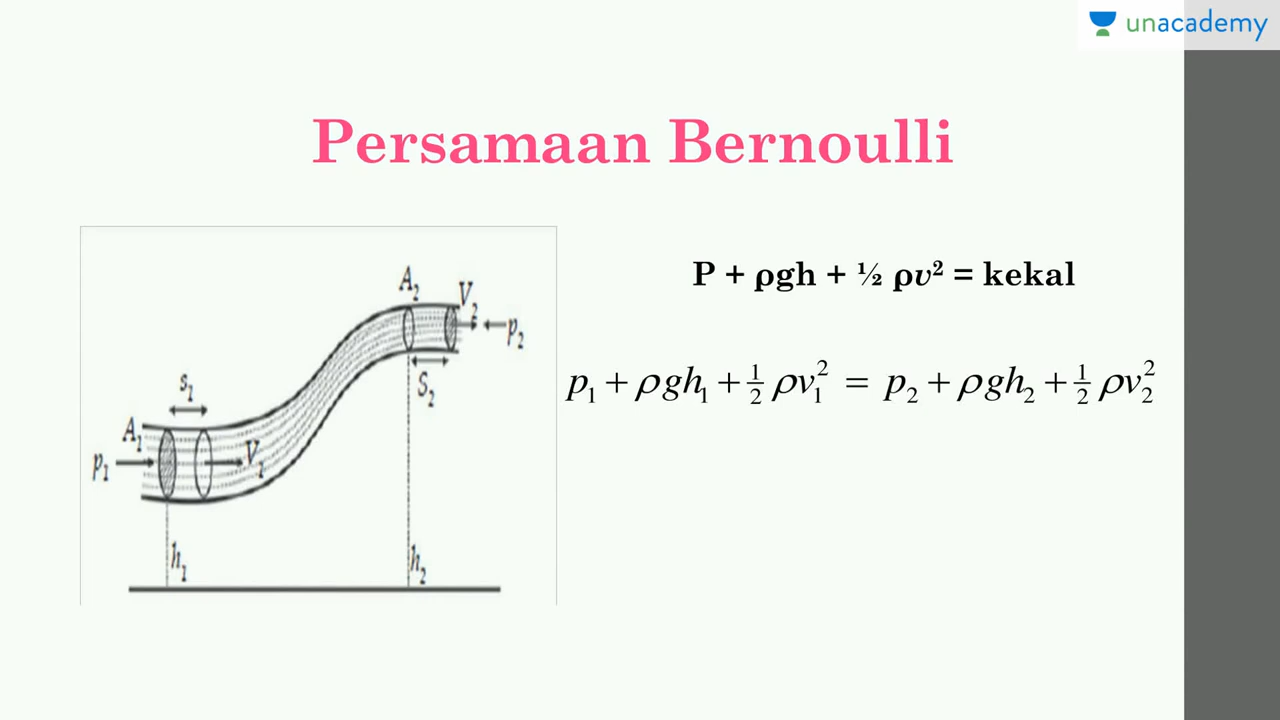 unacademy
Persamaan Bernoulli
P + ρgh + ½ ρv² = kekal
p₁ + ρgh₁ + ½ ρv₁² = p₂ + ρgh₂ + ½ ρv₂²
A₂
V₂
p₂
S₂
s₁
A₁
p₁
V₁
h₁
h₂